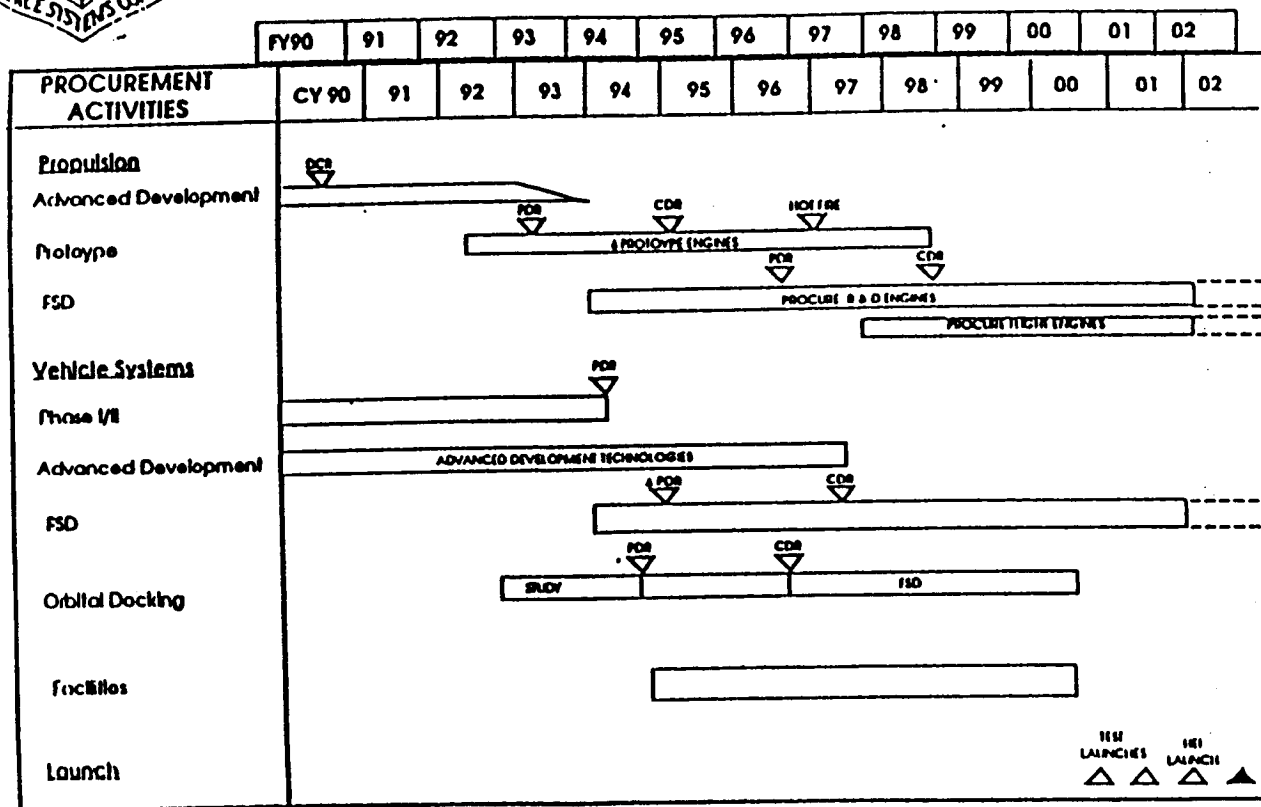 SYSTEMS
FY90 91 92 93 94 95 96 97 98 99 00 01 02
PROCUREMENT
ACTIVITIES
CY 90 91 92 93 94 95 96 97 98 99 00 01 02
Propulsion
DCR
Advanced Development
PDR CDR HOT FIRE
Prototype
PROTOTYPE ENGINES
PDR CDR
FSD
PROCURE R & D ENGINES
PROCURE FLIGHT ENGINES
Vehicle Systems
PDR
Phase I/II
Advanced Development
ADVANCED DEVELOPMENT TECHNOLOGIES
PDR CDR
FSD
PDR CDR
Orbital Docking
STUDY FSD
Facilities
TEST
LAUNCHES
LAUNCH
Launch